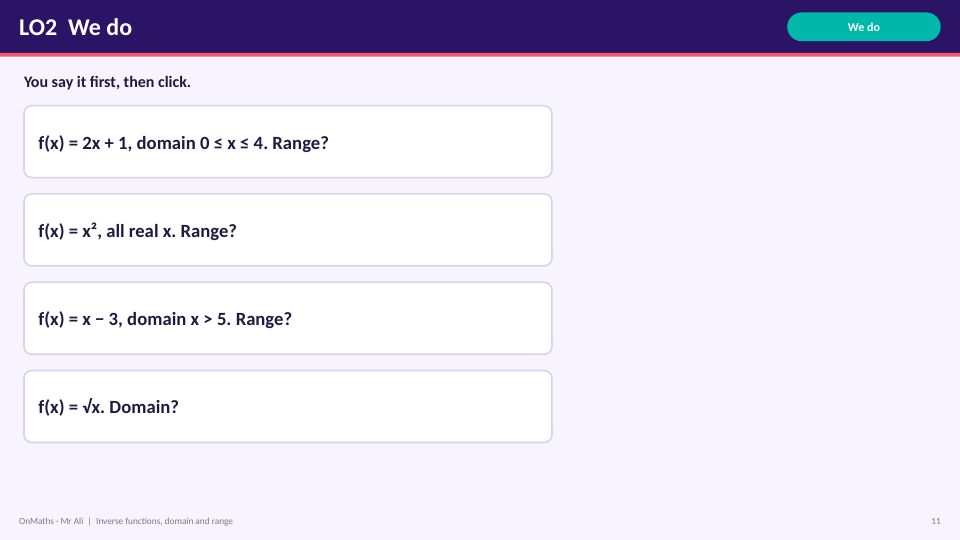 LO2  We do
We do
You say it first, then click.
f(x) = 2x + 1, domain 0 ≤ x ≤ 4. Range?
f(x) = x², all real x. Range?
f(x) = x − 3, domain x > 5. Range?
f(x) = √x. Domain?
OnMaths - Mr Ali | Inverse functions, domain and range
11